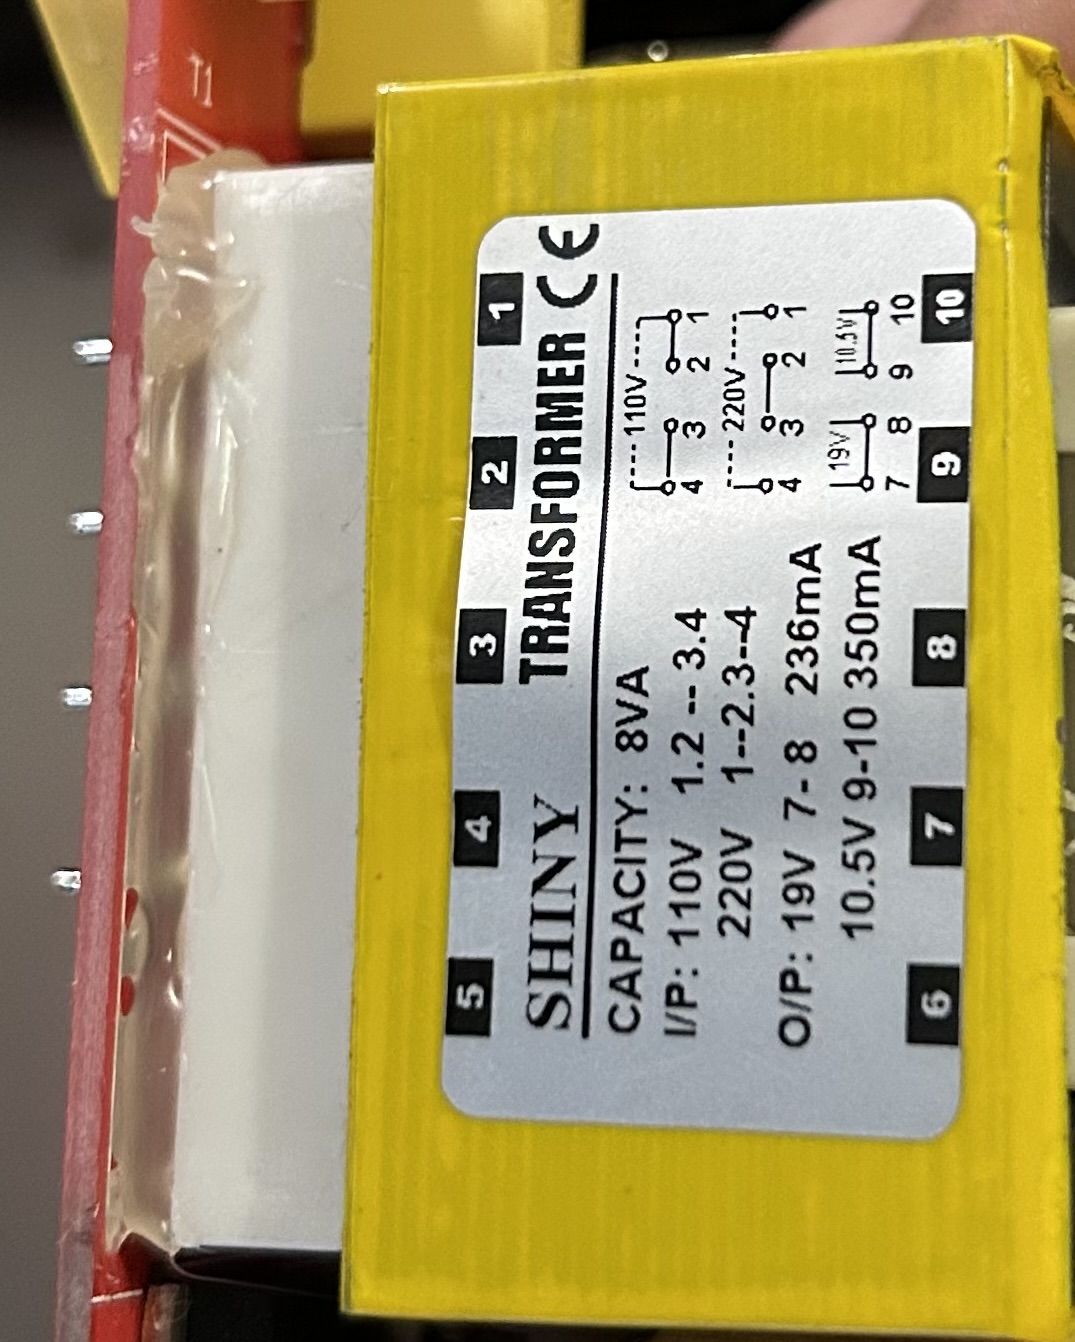 T1
1 2 3 4 5
SHINY TRANSFORMER CE
CAPACITY: 8VA
I/P: 110V 1.2 -- 3.4
220V 1--2.3--4
O/P: 19V 7-8 236mA
10.5V 9-10 350mA
110V
4 3 2 1
220V
4 3 2 1
19V 10.5V
7 8 9 10
6 7 8 9 10